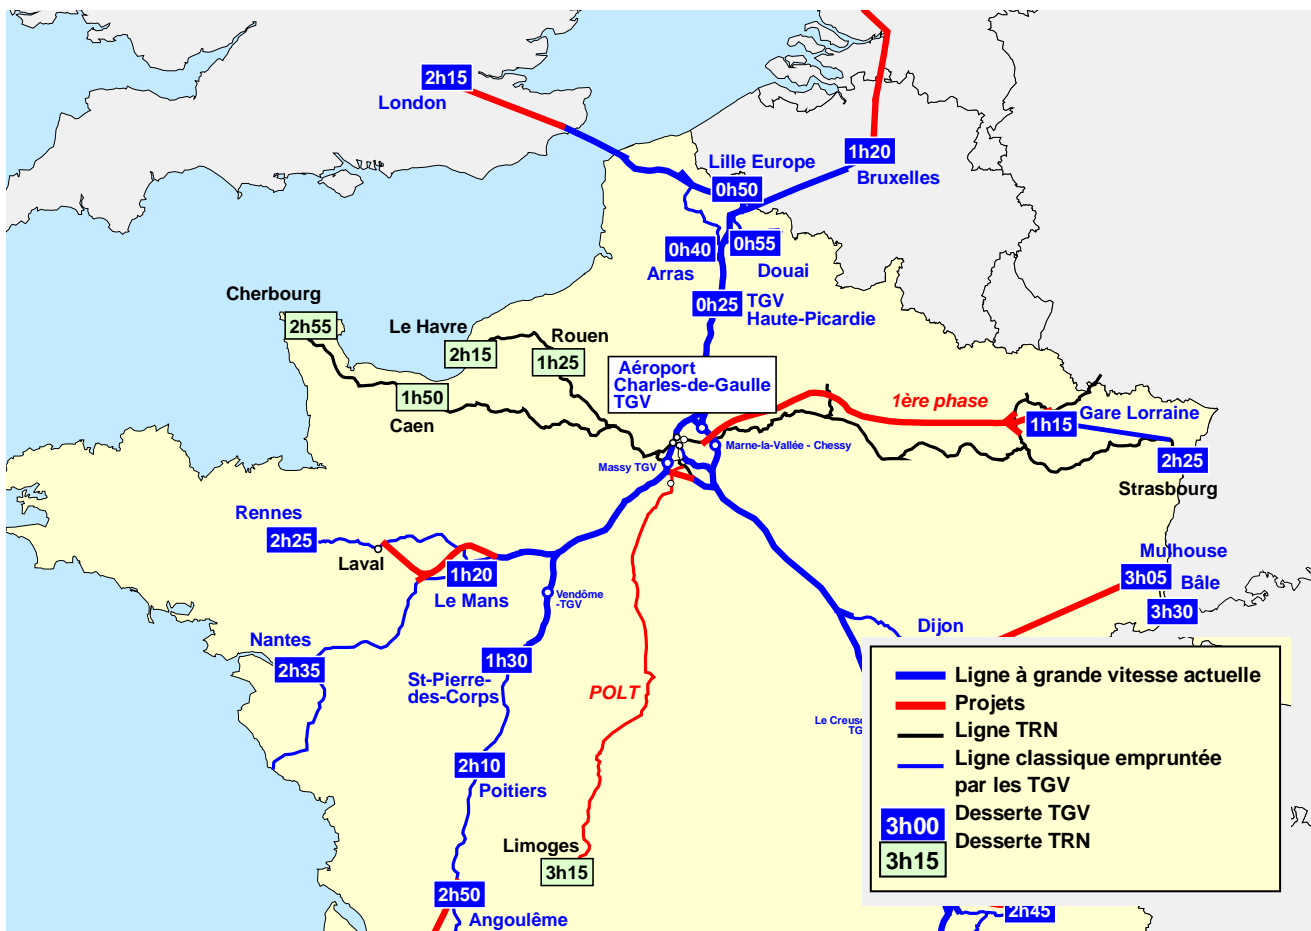 2h15
London
1h20
Bruxelles
Lille Europe
0h50
0h40
Arras
0h55
Douai
0h25
TGV
Haute-Picardie
Cherbourg
2h55
Le Havre
2h15
Rouen
1h25
1h50
Caen
Aéroport
Charles-de-Gaulle
TGV
1ère phase
Gare Lorraine
1h15
Marne-la-Vallée - Chessy
Massy TGV
2h25
Strasbourg
Rennes
2h25
Laval
1h20
Le Mans
Vendôme
-TGV
Mulhouse
3h05
Bâle
3h30
Dijon
Nantes
2h35
1h30
St-Pierre-
des-Corps
POLT
Le Creus
2h10
Poitiers
Limoges
3h15
2h50
Angoulême
2h45
Ligne à grande vitesse actuelle
Projets
Ligne TRN
Ligne classique empruntée
par les TGV
3h00
Desserte TGV
3h15
Desserte TRN